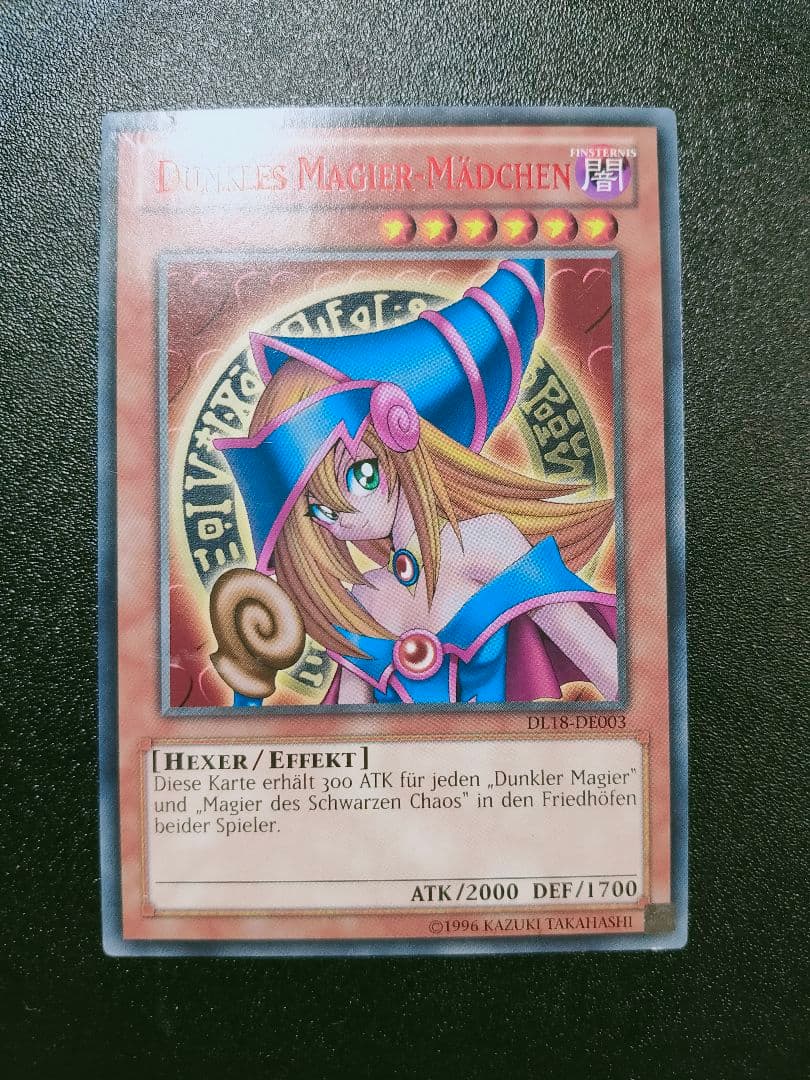 DUNKLES MAGIER-MÄDCHEN
FINSTERNIS
闇
DL18-DE003
[HEXER/EFFEKT]
Diese Karte erhält 300 ATK für jeden „Dunkler Magier"
und „Magier des Schwarzen Chaos" in den Friedhöfen
beider Spieler.
ATK/2000 DEF/1700
©1996 KAZUKI TAKAHASHI